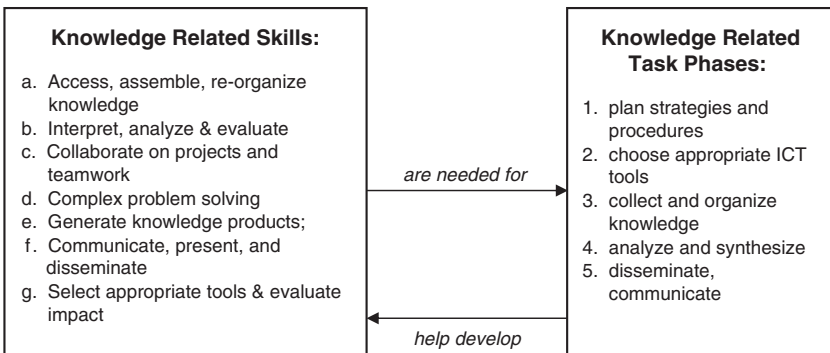 Knowledge Related Skills:
a. Access, assemble, re-organize
knowledge
b. Interpret, analyze & evaluate
c. Collaborate on projects and
teamwork
d. Complex problem solving
e. Generate knowledge products;
f. Communicate, present, and
disseminate
g. Select appropriate tools & evaluate
impact
are needed for
help develop
Knowledge Related
Task Phases:
1. plan strategies and
procedures
2. choose appropriate ICT
tools
3. collect and organize
knowledge
4. analyze and synthesize
5. disseminate,
communicate